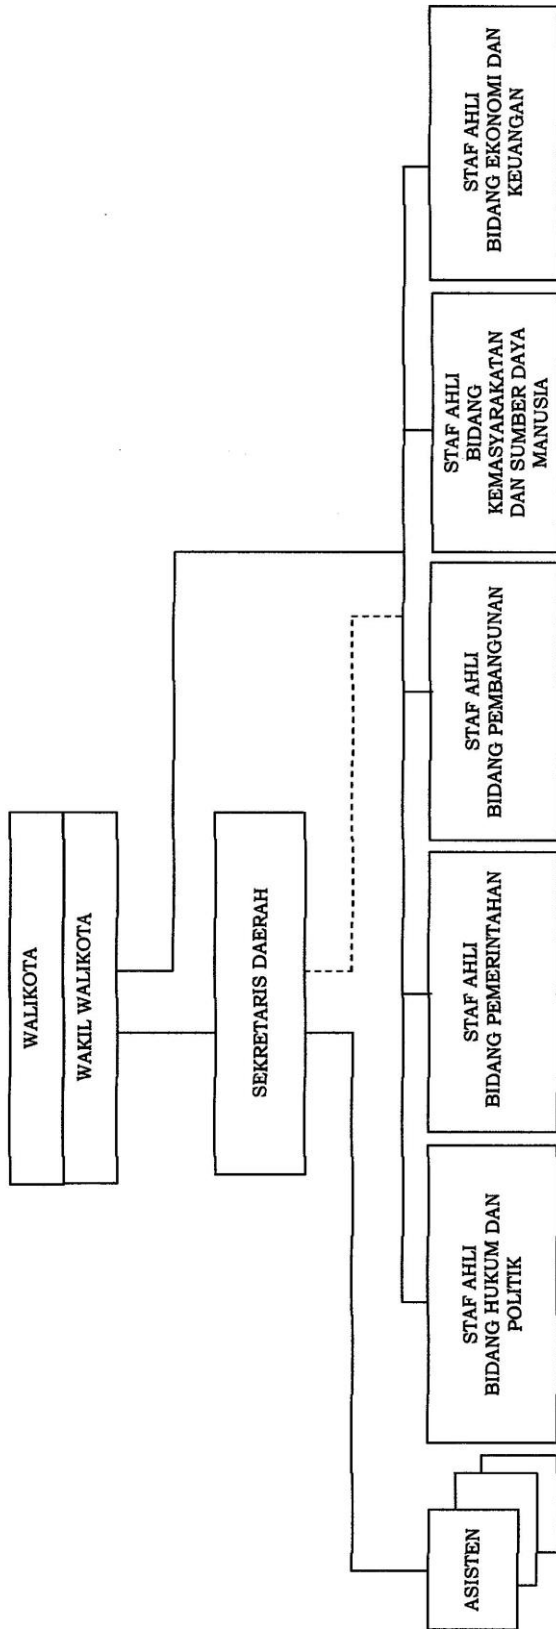 WALIKOTA
WAKIL WALIKOTA
SEKRETARIS DAERAH
ASISTEN
STAF AHLI
BIDANG HUKUM DAN
POLITIK
STAF AHLI
BIDANG PEMERINTAHAN
STAF AHLI
BIDANG PEMBANGUNAN
STAF AHLI
BIDANG
KEMASYARAKATAN
DAN SUMBER DAYA
MANUSIA
STAF AHLI
BIDANG EKONOMI DAN
KEUANGAN